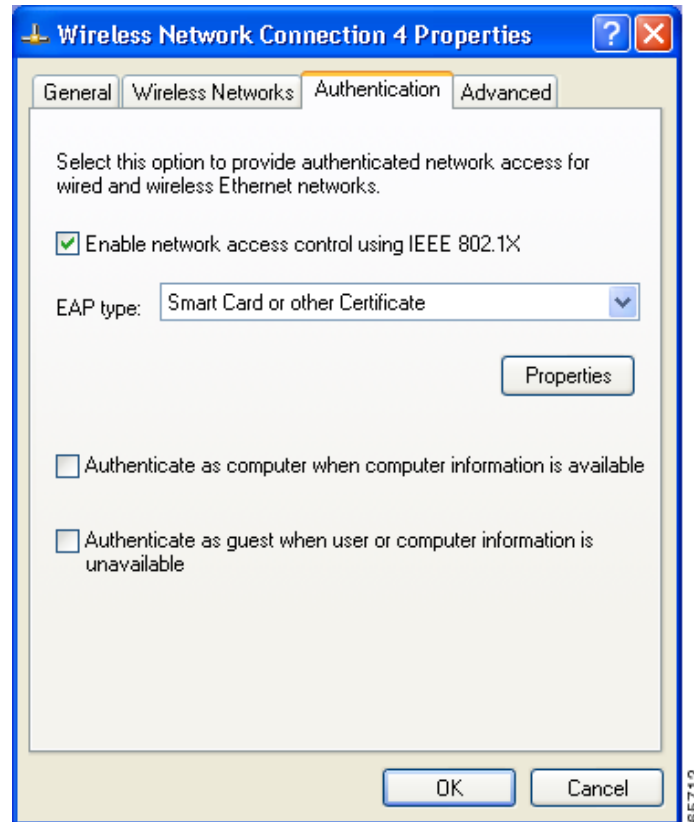 Wireless Network Connection 4 Properties
General
Wireless Networks
Authentication
Advanced
Select this option to provide authenticated network access for
wired and wireless Ethernet networks.
Enable network access control using IEEE 802.1X
EAP type:
Smart Card or other Certificate
Properties
Authenticate as computer when computer information is available
Authenticate as guest when user or computer information is
unavailable
OK
Cancel